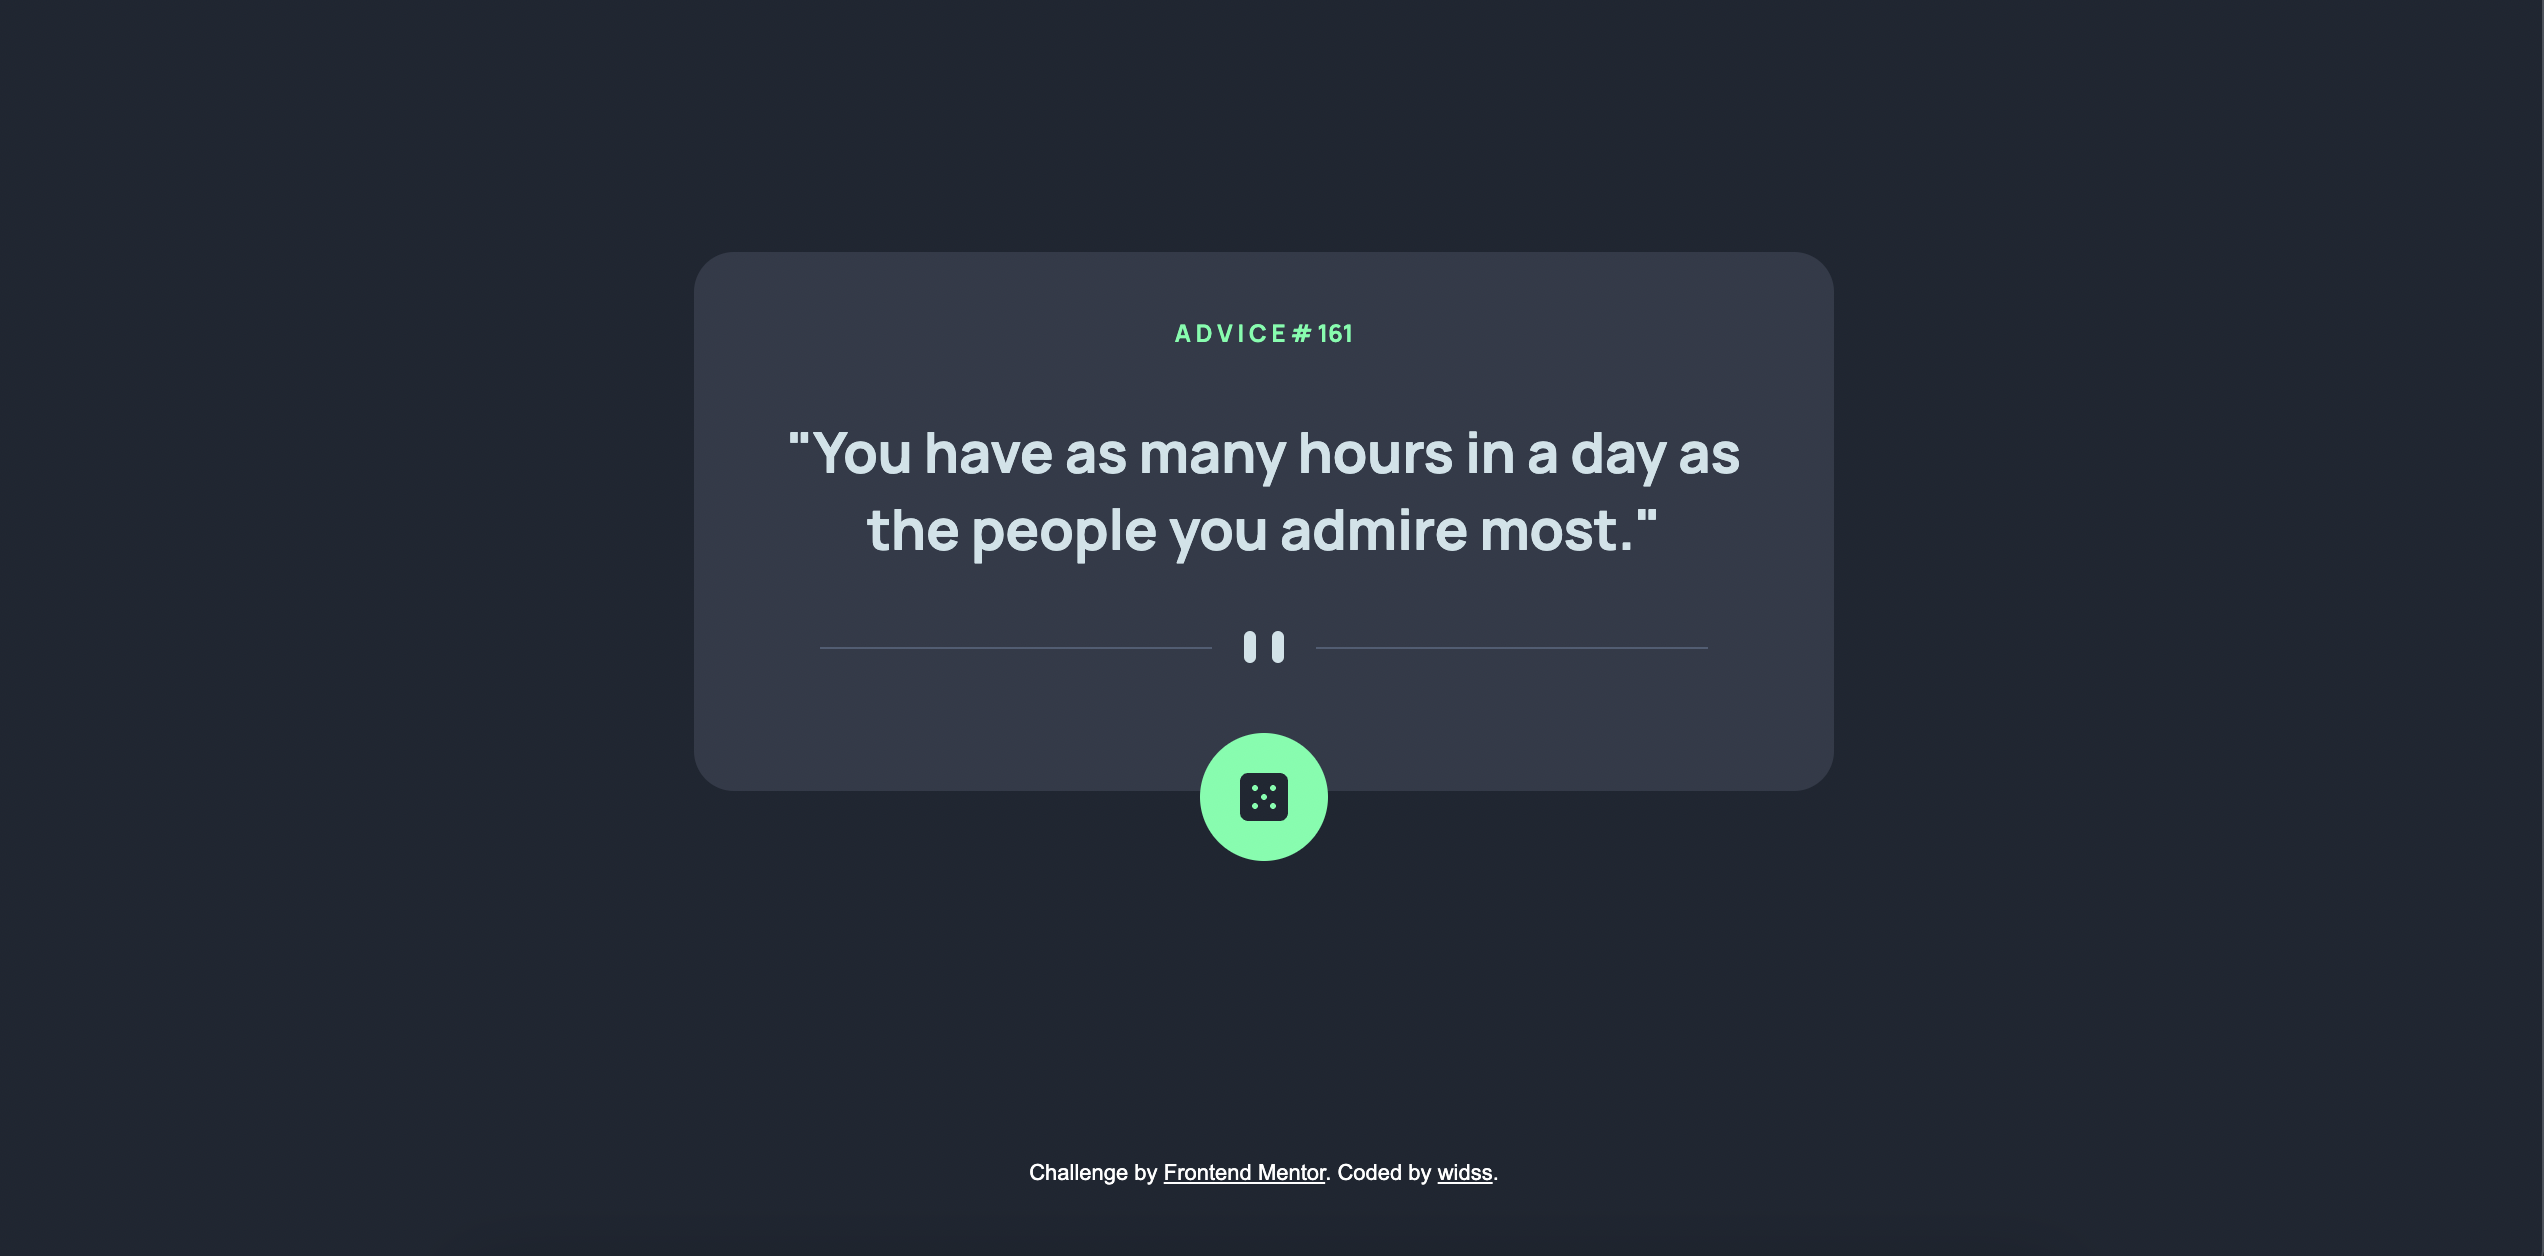 ADVICE#161
"You have as many hours in a day as
the people you admire most."
Challenge by Frontend Mentor. Coded by widss.